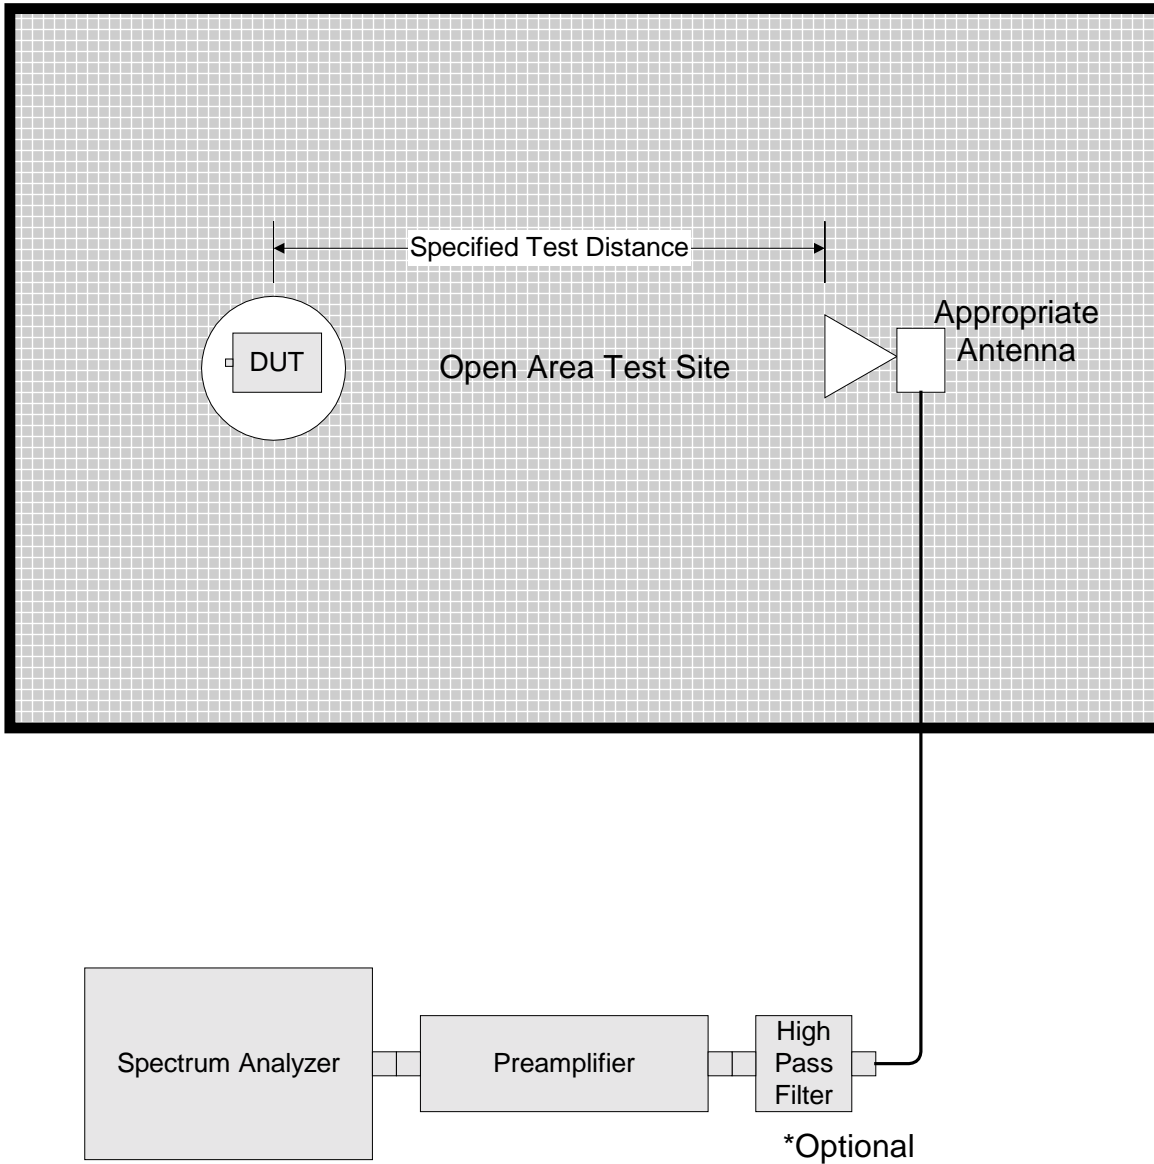 Specified Test Distance
Appropriate
Antenna
DUT
Open Area Test Site
Spectrum Analyzer
Preamplifier
High
Pass
Filter
*Optional